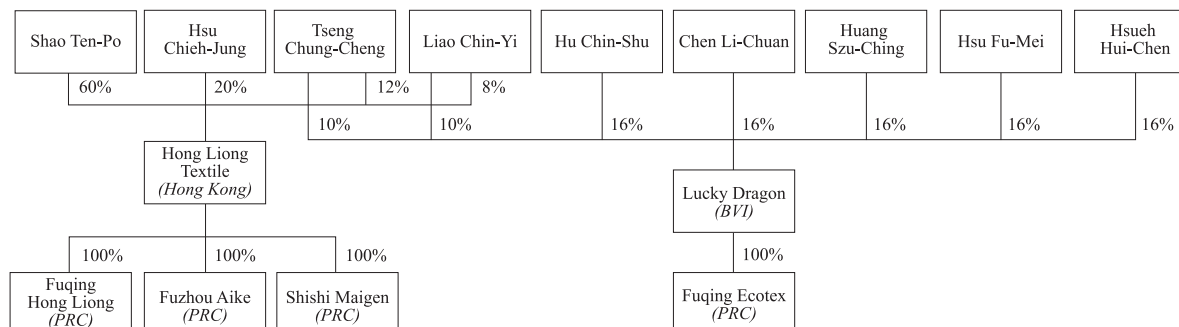 Shao Ten-Po
Hsu
Chieh-Jung
Tseng
Chung-Cheng
Liao Chin-Yi
Hu Chin-Shu
Chen Li-Chuan
Huang
Szu-Ching
Hsu Fu-Mei
Hsueh
Hui-Chen
60%
20%
12%
8%
10%
10%
16%
16%
16%
16%
16%
Hong Liong
Textile
(Hong Kong)
Lucky Dragon
(BVI)
100%
100%
100%
100%
Fuqing
Hong Liong
(PRC)
Fuzhou Aike
(PRC)
Shishi Maigen
(PRC)
Fuqing Ecotex
(PRC)